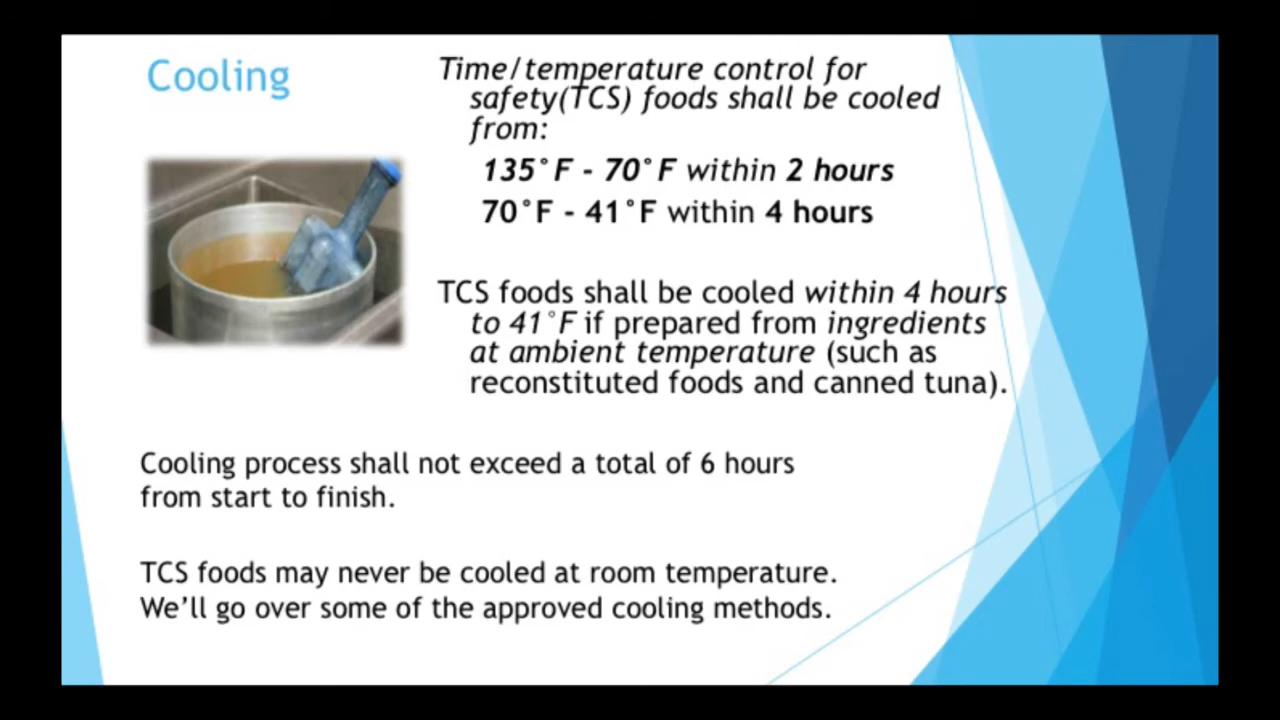 Cooling
Time/temperature control for
safety(TCS) foods shall be cooled
from:
135°F - 70°F within 2 hours
70°F - 41°F within 4 hours
TCS foods shall be cooled within 4 hours
to 41°F if prepared from ingredients
at ambient temperature (such as
reconstituted foods and canned tuna).
Cooling process shall not exceed a total of 6 hours
from start to finish.
TCS foods may never be cooled at room temperature.
We’ll go over some of the approved cooling methods.